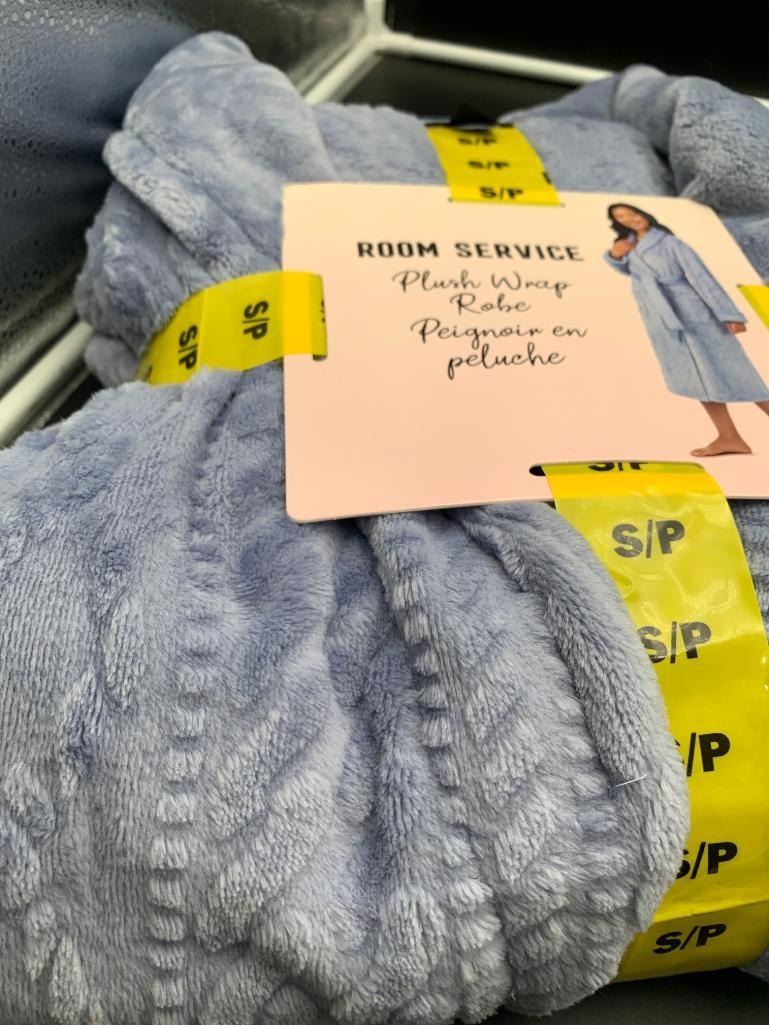 S/P
S/P
S/P
ROOM SERVICE
Plush Wrap
Robe
Peignoir en
peluche
S/P
S/P
S/P
S/P
S/P
S/P
S/P
S/P